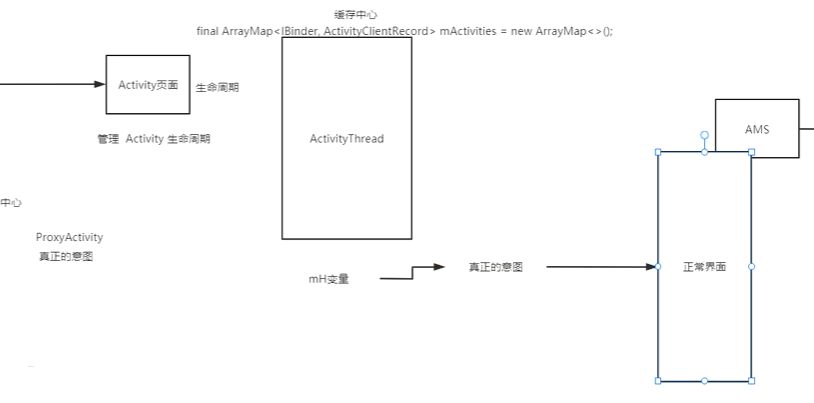 缓存中心
final ArrayMap<IBinder, ActivityClientRecord> mActivities = new ArrayMap<>();
Activity页面
生命周期
管理 Activity 生命周期
ActivityThread
AMS
中心
ProxyActivity
真正的意图
mH变量
真正的意图
正常界面